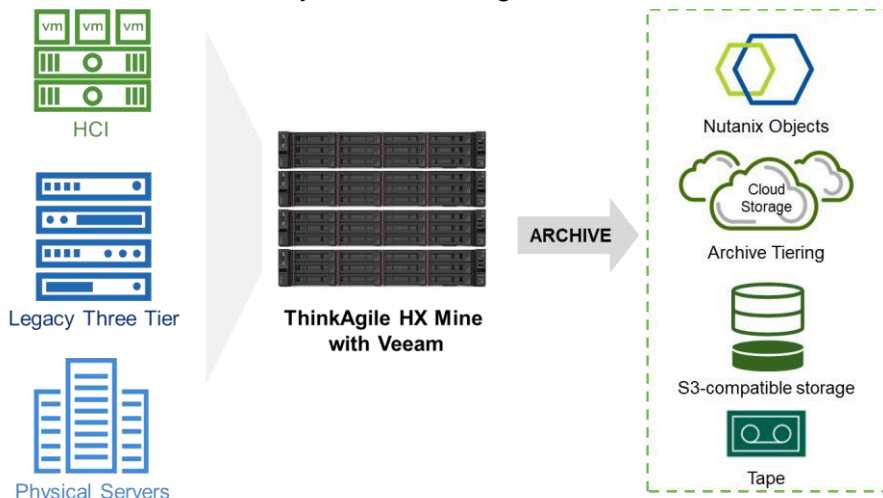 vm vm vm
HCI
Legacy Three Tier
Physical Servers
ThinkAgile HX Mine
with Veeam
ARCHIVE
Nutanix Objects
Cloud
Storage
Archive Tiering
S3-compatible storage
Tape